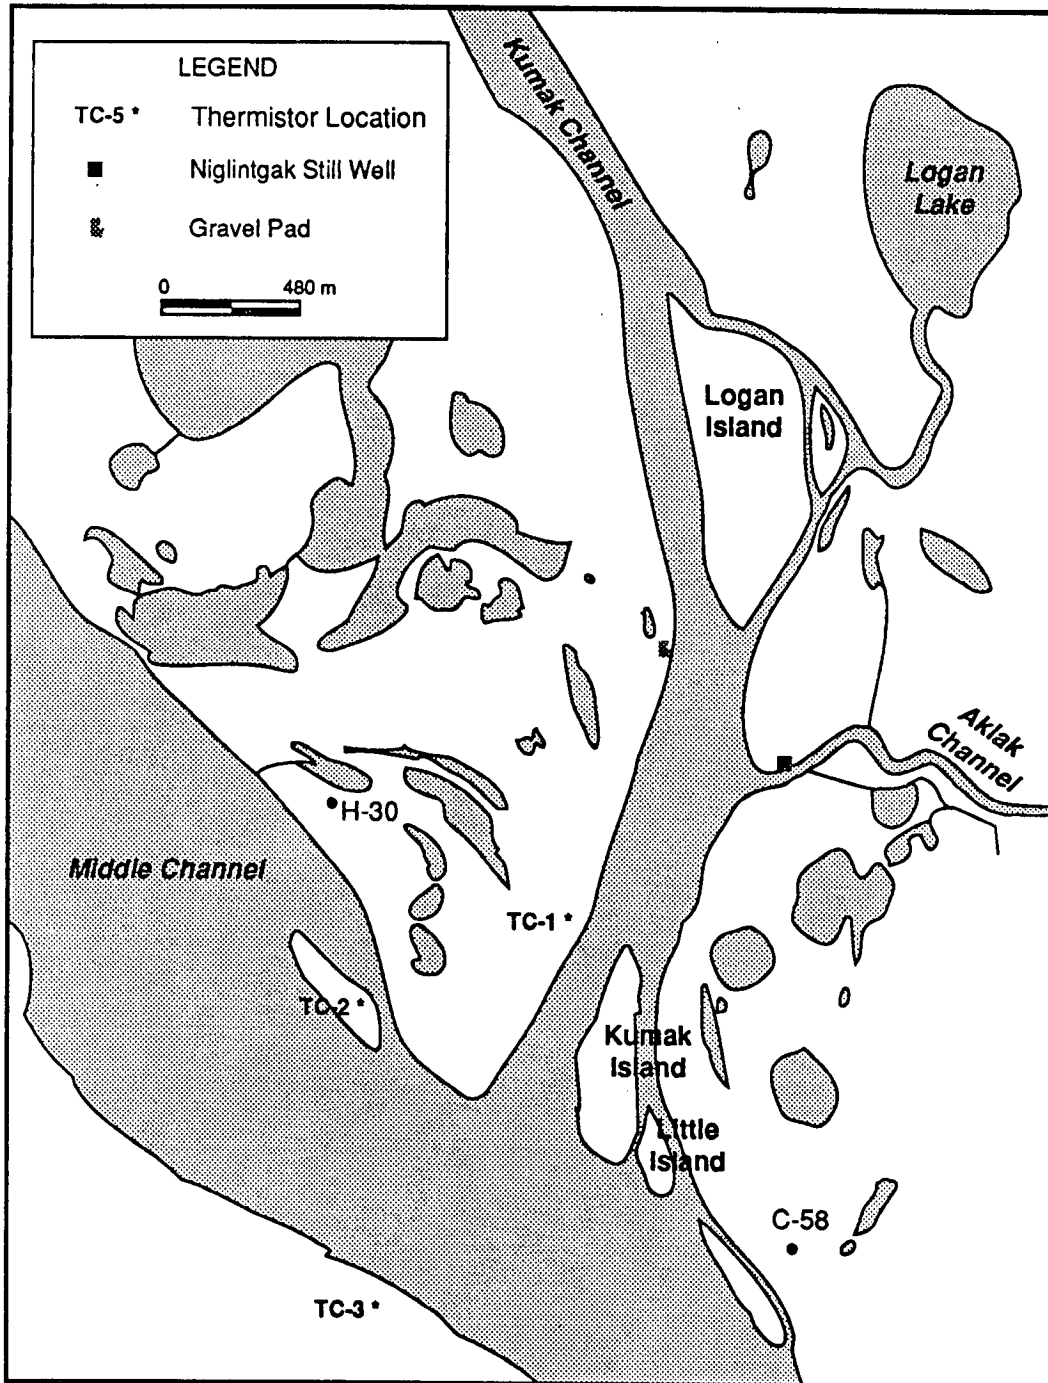 LEGEND
TC-5 * Thermistor Location
Niglintgak Still Well
Gravel Pad
0 480 m
Kumak Channel
Logan
Lake
Logan
Island
Aklak
Channel
H-30
Middle Channel
TC-1 *
TC-2 *
Kumak
Island
Little
Island
C-58
TC-3 *